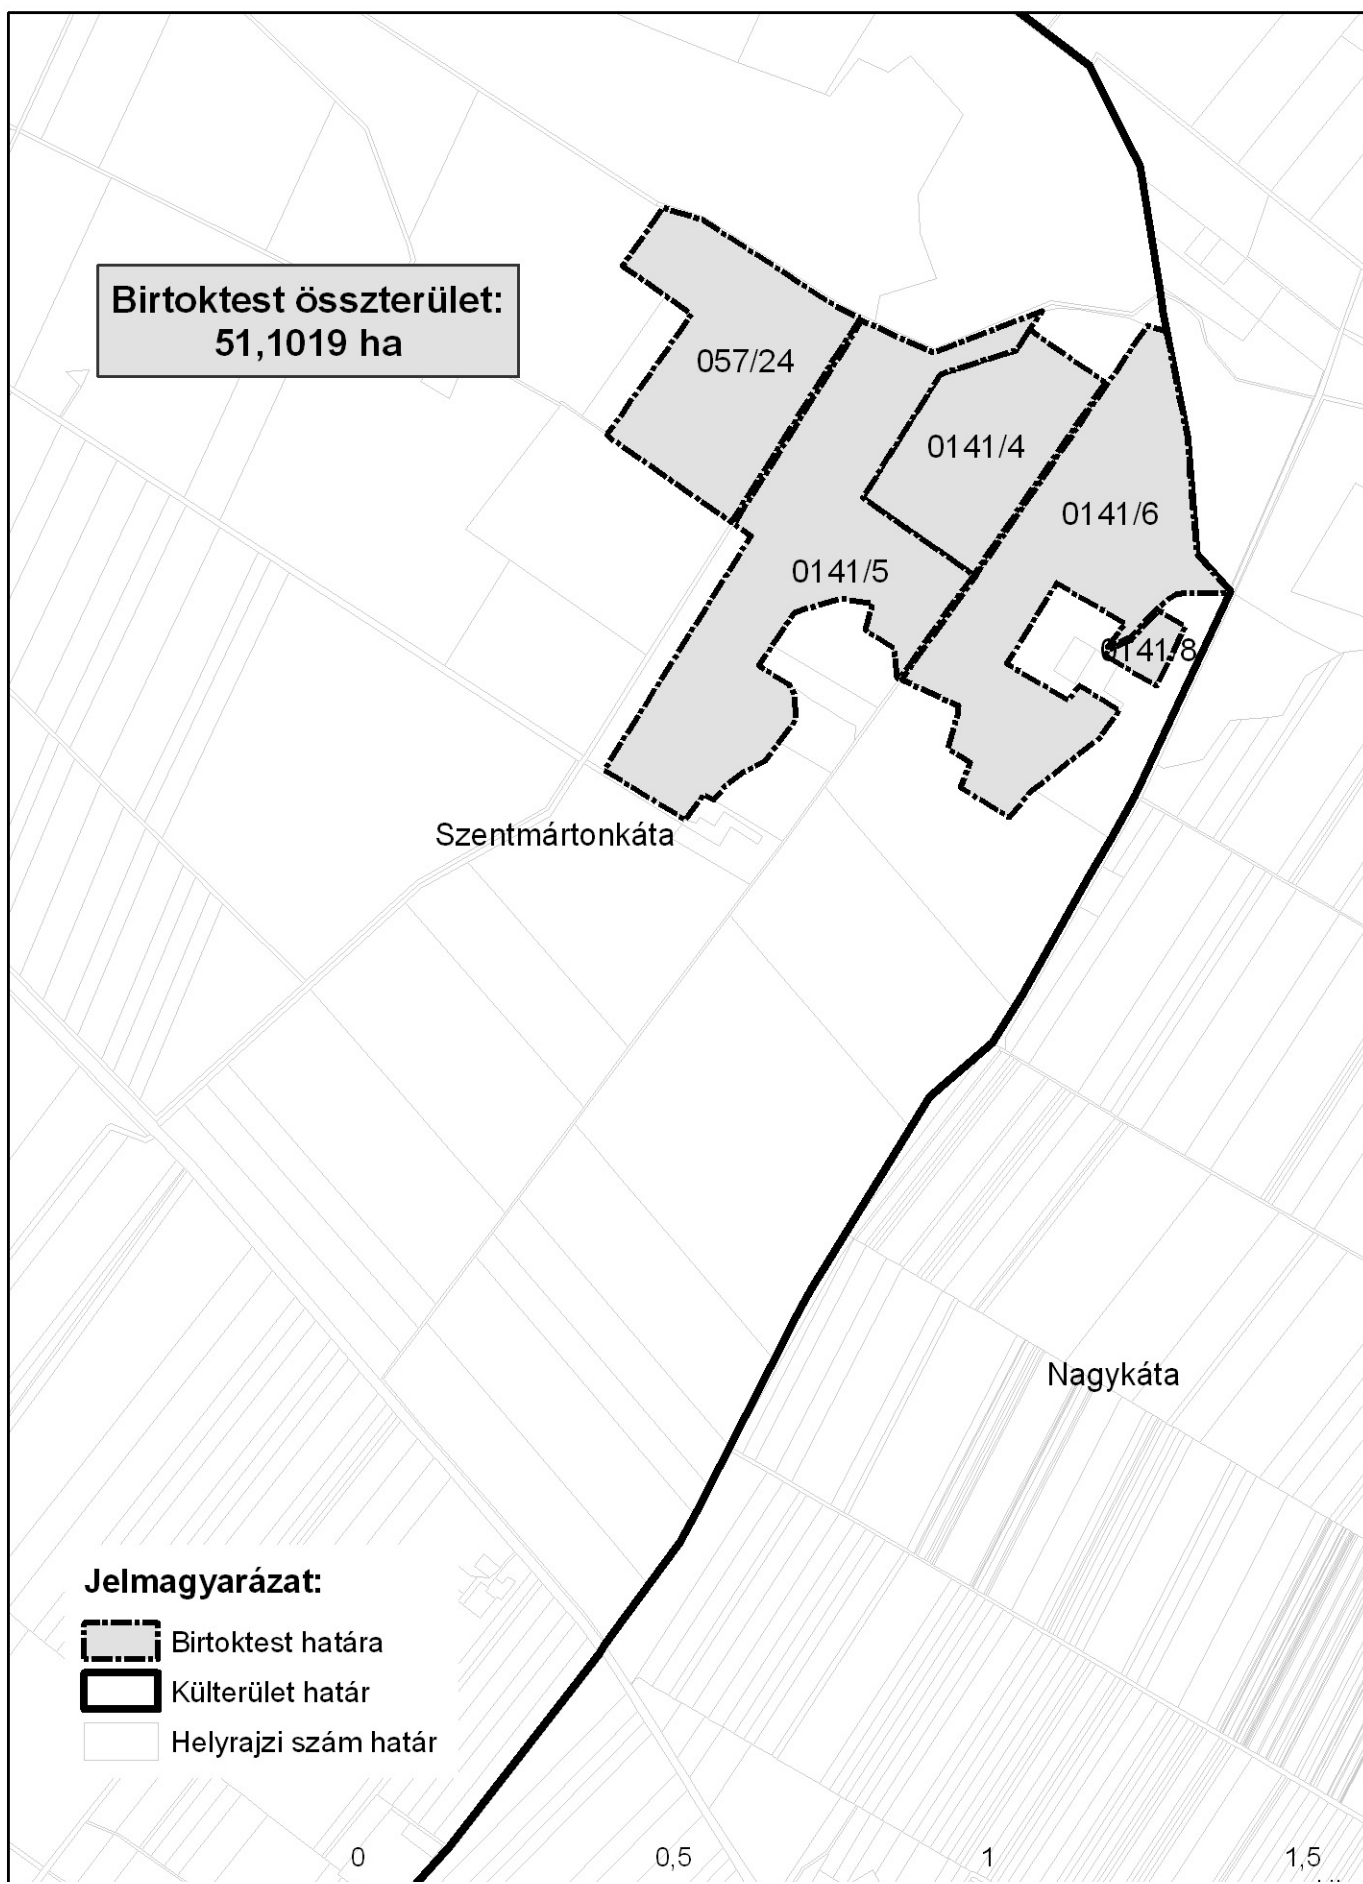 Birtoktest összterület:
51,1019 ha
057/24
0141/4
0141/6
0141/5
0141/8
Szentmártonkáta
Nagykáta
Jelmagyarázat:
Birtoktest határa
Külterület határ
Helyrajzi szám határ
0 0,5 1 1,5